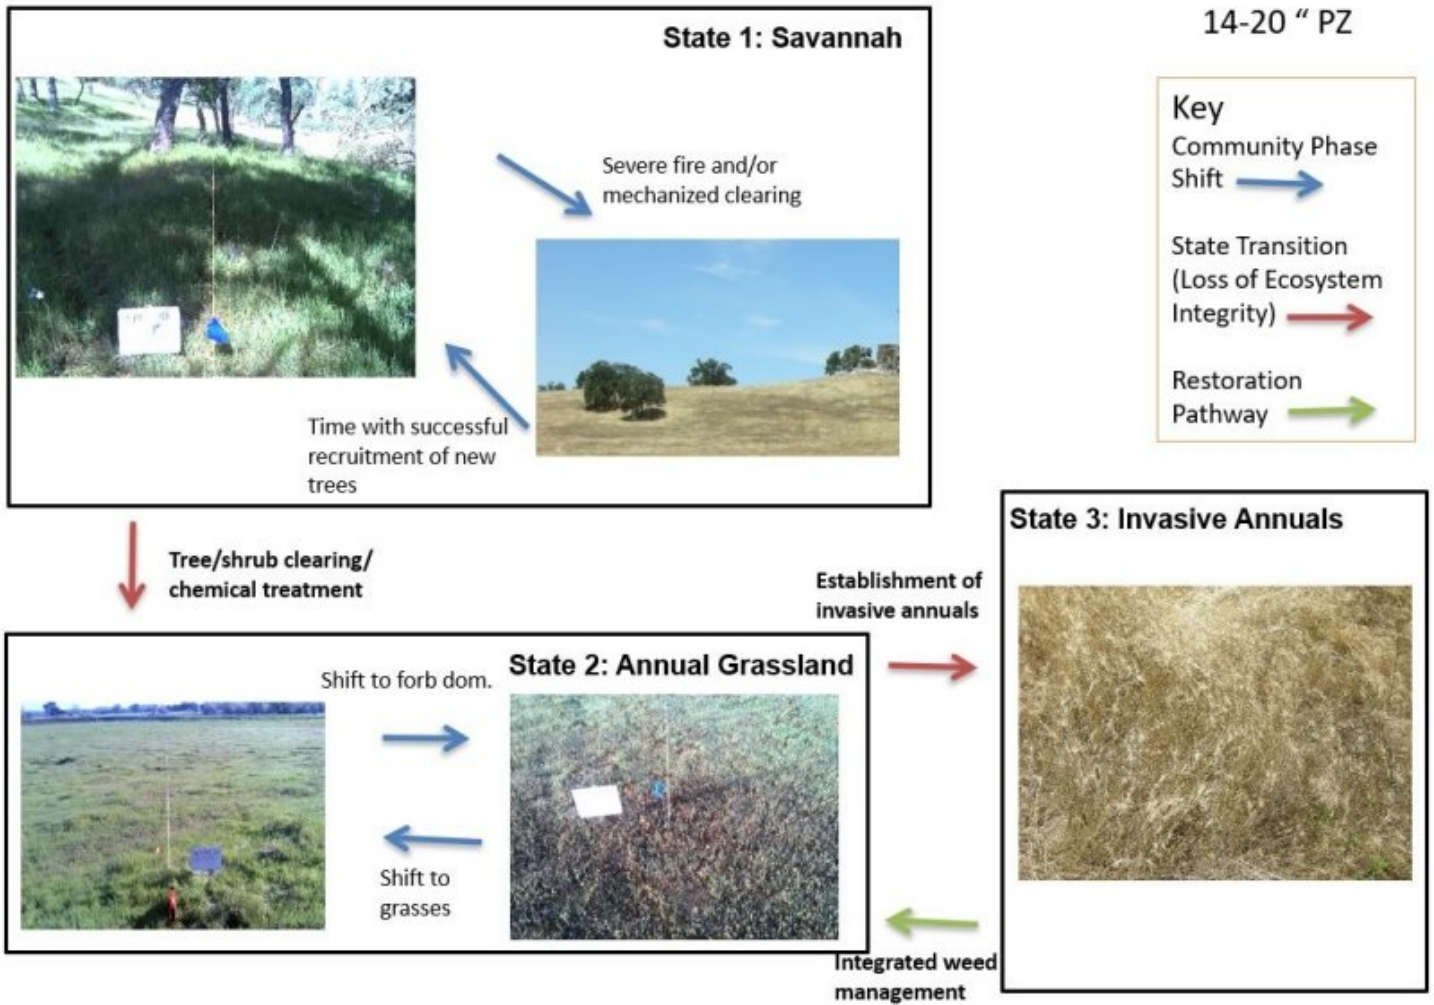 State 1: Savannah
14-20 “ PZ
Severe fire and/or
mechanized clearing
Time with successful
recruitment of new
trees
Key
Community Phase
Shift
State Transition
(Loss of Ecosystem
Integrity)
Restoration
Pathway
Tree/shrub clearing/
chemical treatment
State 2: Annual Grassland
Shift to forb dom.
Shift to
grasses
Establishment of
invasive annuals
State 3: Invasive Annuals
Integrated weed
management